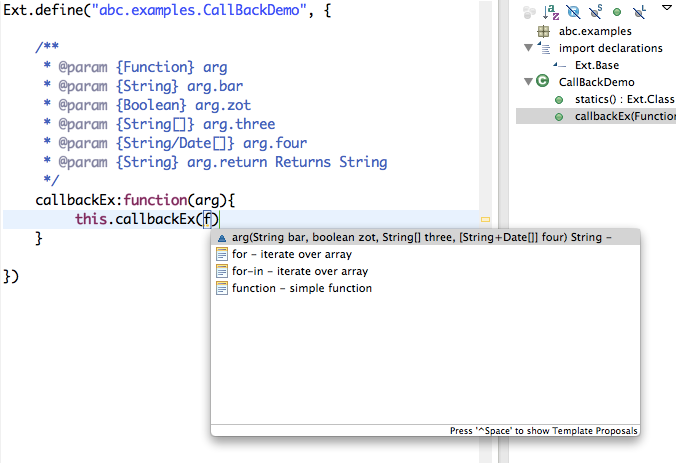 Ext.define("abc.examples.CallBackDemo", {
/**
* @param {Function} arg
* @param {String} arg.bar
* @param {Boolean} arg.zot
* @param {String[]} arg.three
* @param {String/Date[]} arg.four
* @param {String} arg.return Returns String
*/
callbackEx:function(arg){
this.callbackEx(f)
}
})
arg(String bar, boolean zot, String[] three, [String+Date[]] four) String –
for – iterate over array
for-in – iterate over array
function – simple function
Press '^Space' to show Template Proposals
abc.examples
import declarations
Ext.Base
CallBackDemo
statics() : Ext.Class
callbackEx(Function